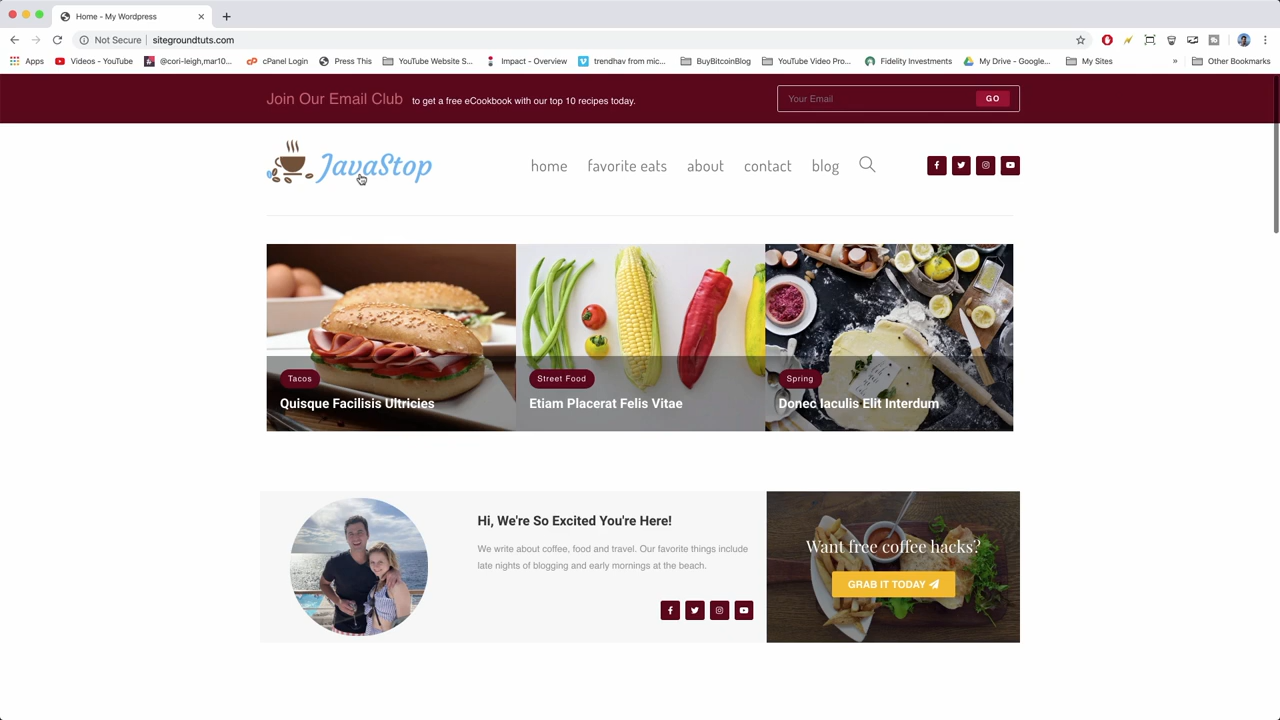 Home - My Wordpress
Not Secure
sitegroundtuts.com
Apps
Videos - YouTube
@cori-leigh,mar10...
cPanel Login
Press This
YouTube Website S...
Impact - Overview
trendhav from mic...
BuyBitcoinBlog
YouTube Video Pro...
Fidelity Investments
My Drive - Google...
My Sites
»
Other Bookmarks
Join Our Email Club to get a free eCookbook with our top 10 recipes today.
Your Email
GO
JavaStop
home
favorite eats
about
contact
blog
Tacos
Quisque Facilisis Ultricies
Street Food
Etiam Placerat Felis Vitae
Spring
Donec Iaculis Elit Interdum
Hi, We're So Excited You're Here!
We write about coffee, food and travel. Our favorite things include
late nights of blogging and early mornings at the beach.
Want free coffee hacks?
GRAB IT TODAY